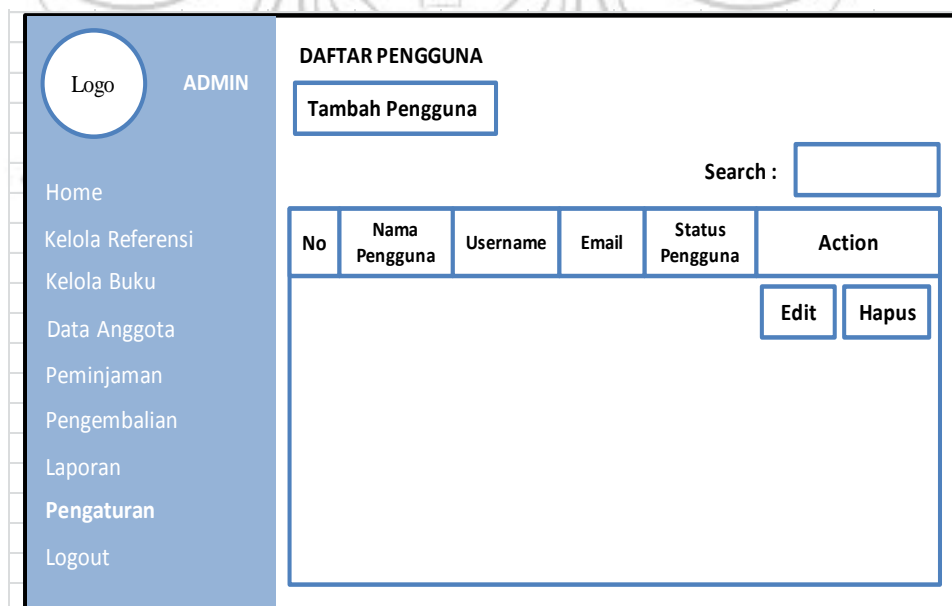 Logo
ADMIN
Home
Kelola Referensi
Kelola Buku
Data Anggota
Peminjaman
Pengembalian
Laporan
Pengaturan
Logout
DAFTAR PENGGUNA
Tambah Pengguna
Search :
No
Nama
Pengguna
Username
Email
Status
Pengguna
Action
Edit
Hapus